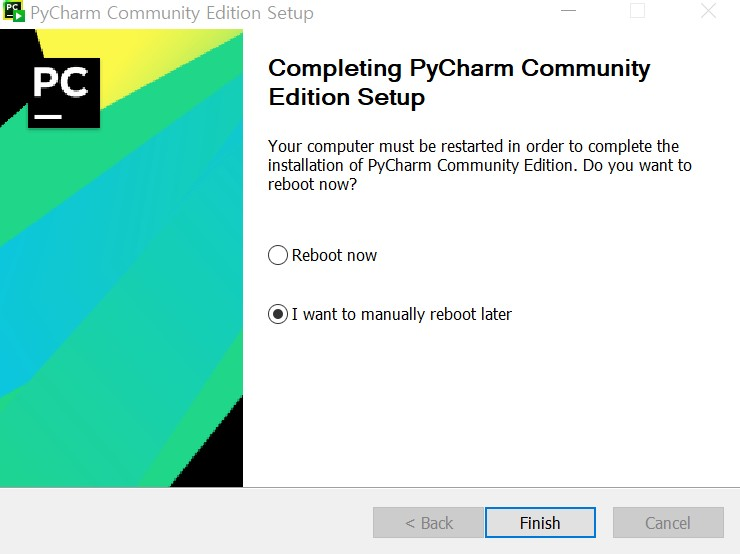 PyCharm Community Edition Setup
PC
Completing PyCharm Community
Edition Setup
Your computer must be restarted in order to complete the
installation of PyCharm Community Edition. Do you want to
reboot now?
Reboot now
I want to manually reboot later
< Back
Finish
Cancel